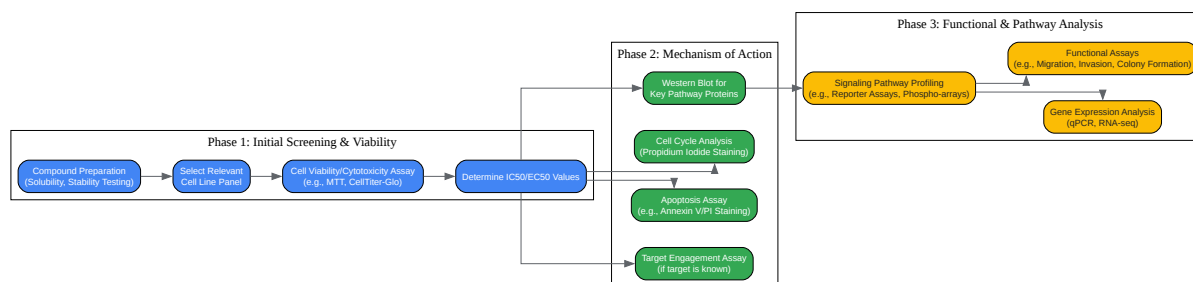 Phase 1: Initial Screening & Viability
Compound Preparation
(Solubility, Stability Testing)
Select Relevant
Cell Line Panel
Cell Viability/Cytotoxicity Assay
(e.g., MTT, CellTiter-Glo)
Determine IC50/EC50 Values
Phase 2: Mechanism of Action
Western Blot for
Key Pathway Proteins
Cell Cycle Analysis
(Propidium Iodide Staining)
Apoptosis Assay
(e.g., Annexin V/PI Staining)
Target Engagement Assay
(if target is known)
Phase 3: Functional & Pathway Analysis
Signaling Pathway Profiling
(e.g., Reporter Assays, Phospho-arrays)
Functional Assays
(e.g., Migration, Invasion, Colony Formation)
Gene Expression Analysis
(qPCR, RNA-seq)